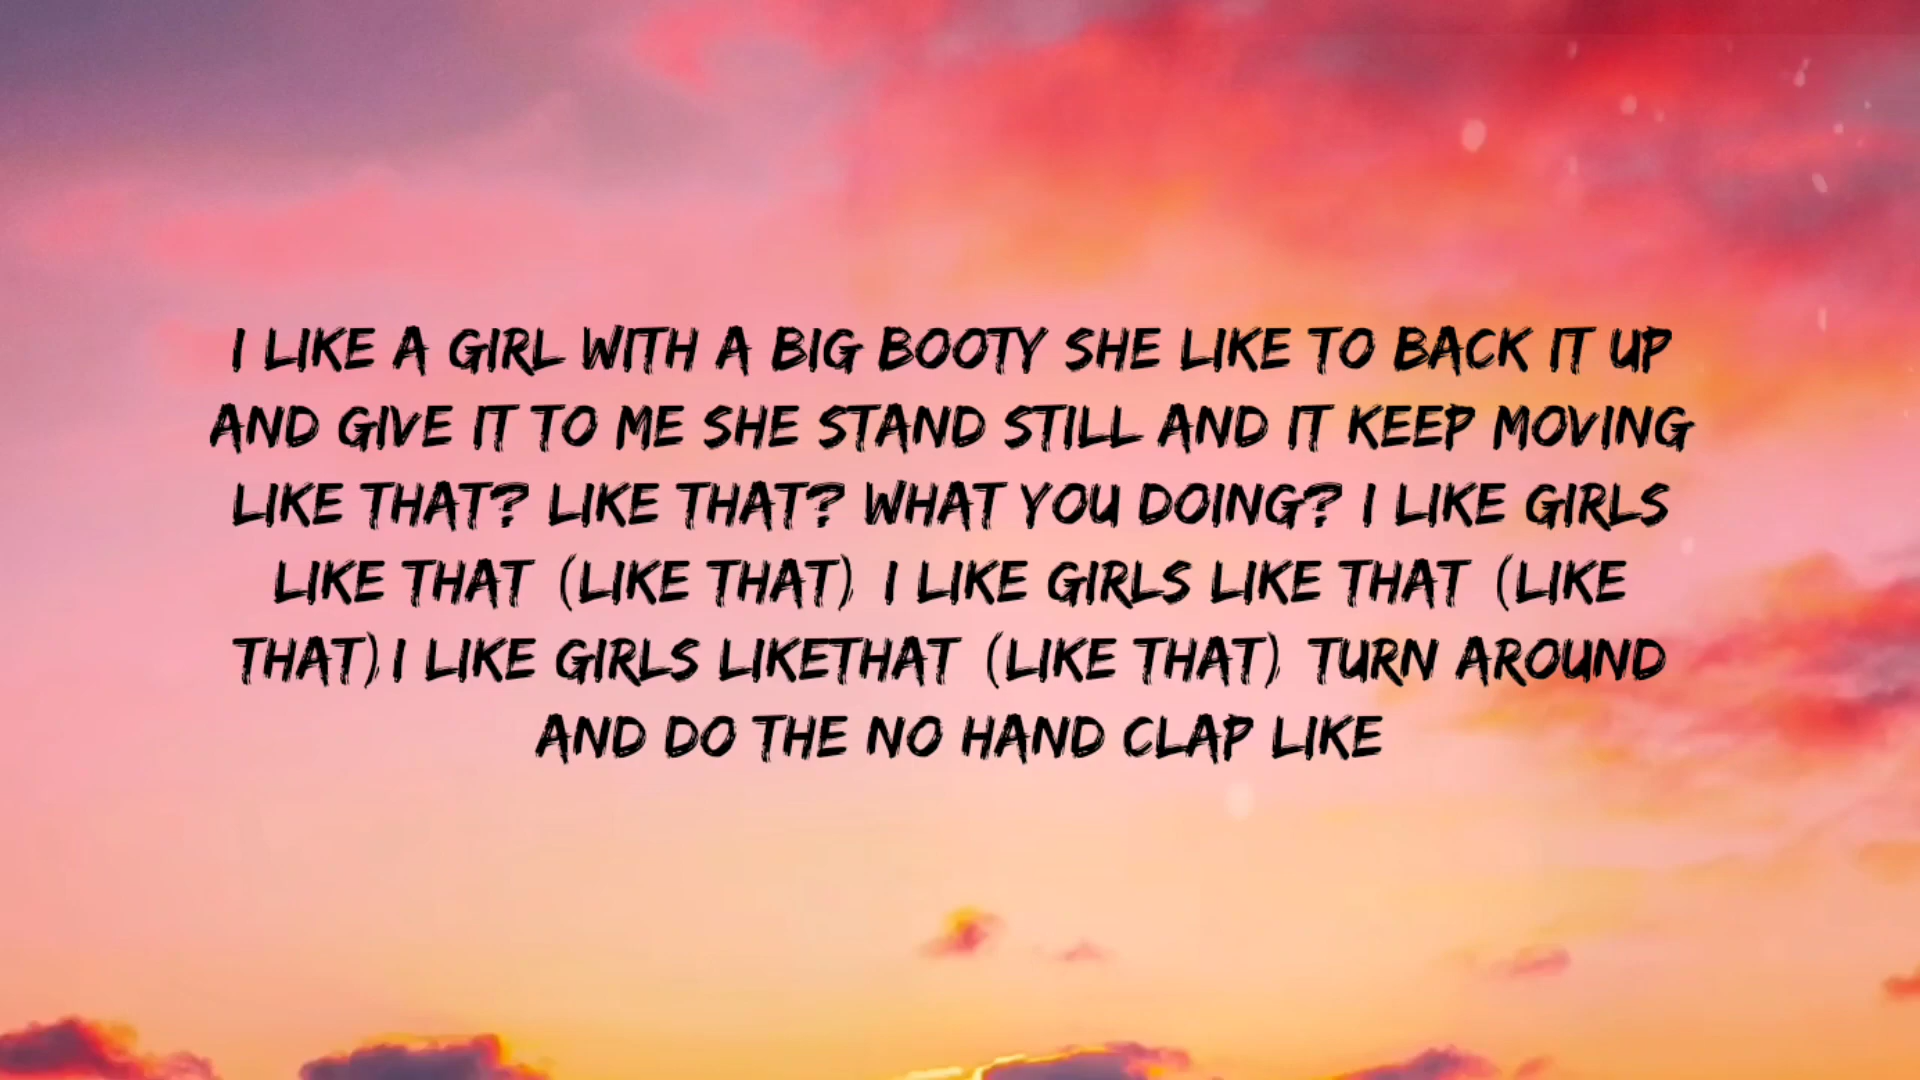 I LIKE A GIRL WITH A BIG BOOTY SHE LIKE TO BACK IT UP
AND GIVE IT TO ME SHE STAND STILL AND IT KEEP MOVING
LIKE THAT? LIKE THAT? WHAT YOU DOING? I LIKE GIRLS
LIKE THAT (LIKE THAT) I LIKE GIRLS LIKE THAT (LIKE
THAT) I LIKE GIRLS LIKETHAT (LIKE THAT) TURN AROUND
AND DO THE NO HAND CLAP LIKE